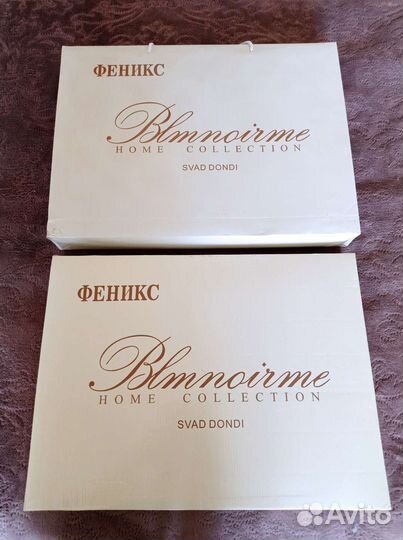 ФЕНИКС
Blmnoirme
HOME COLLECTION
SVAD DONDI
ФЕНИКС
Blmnoirme
HOME COLLECTION
SVAD DONDI
Avito